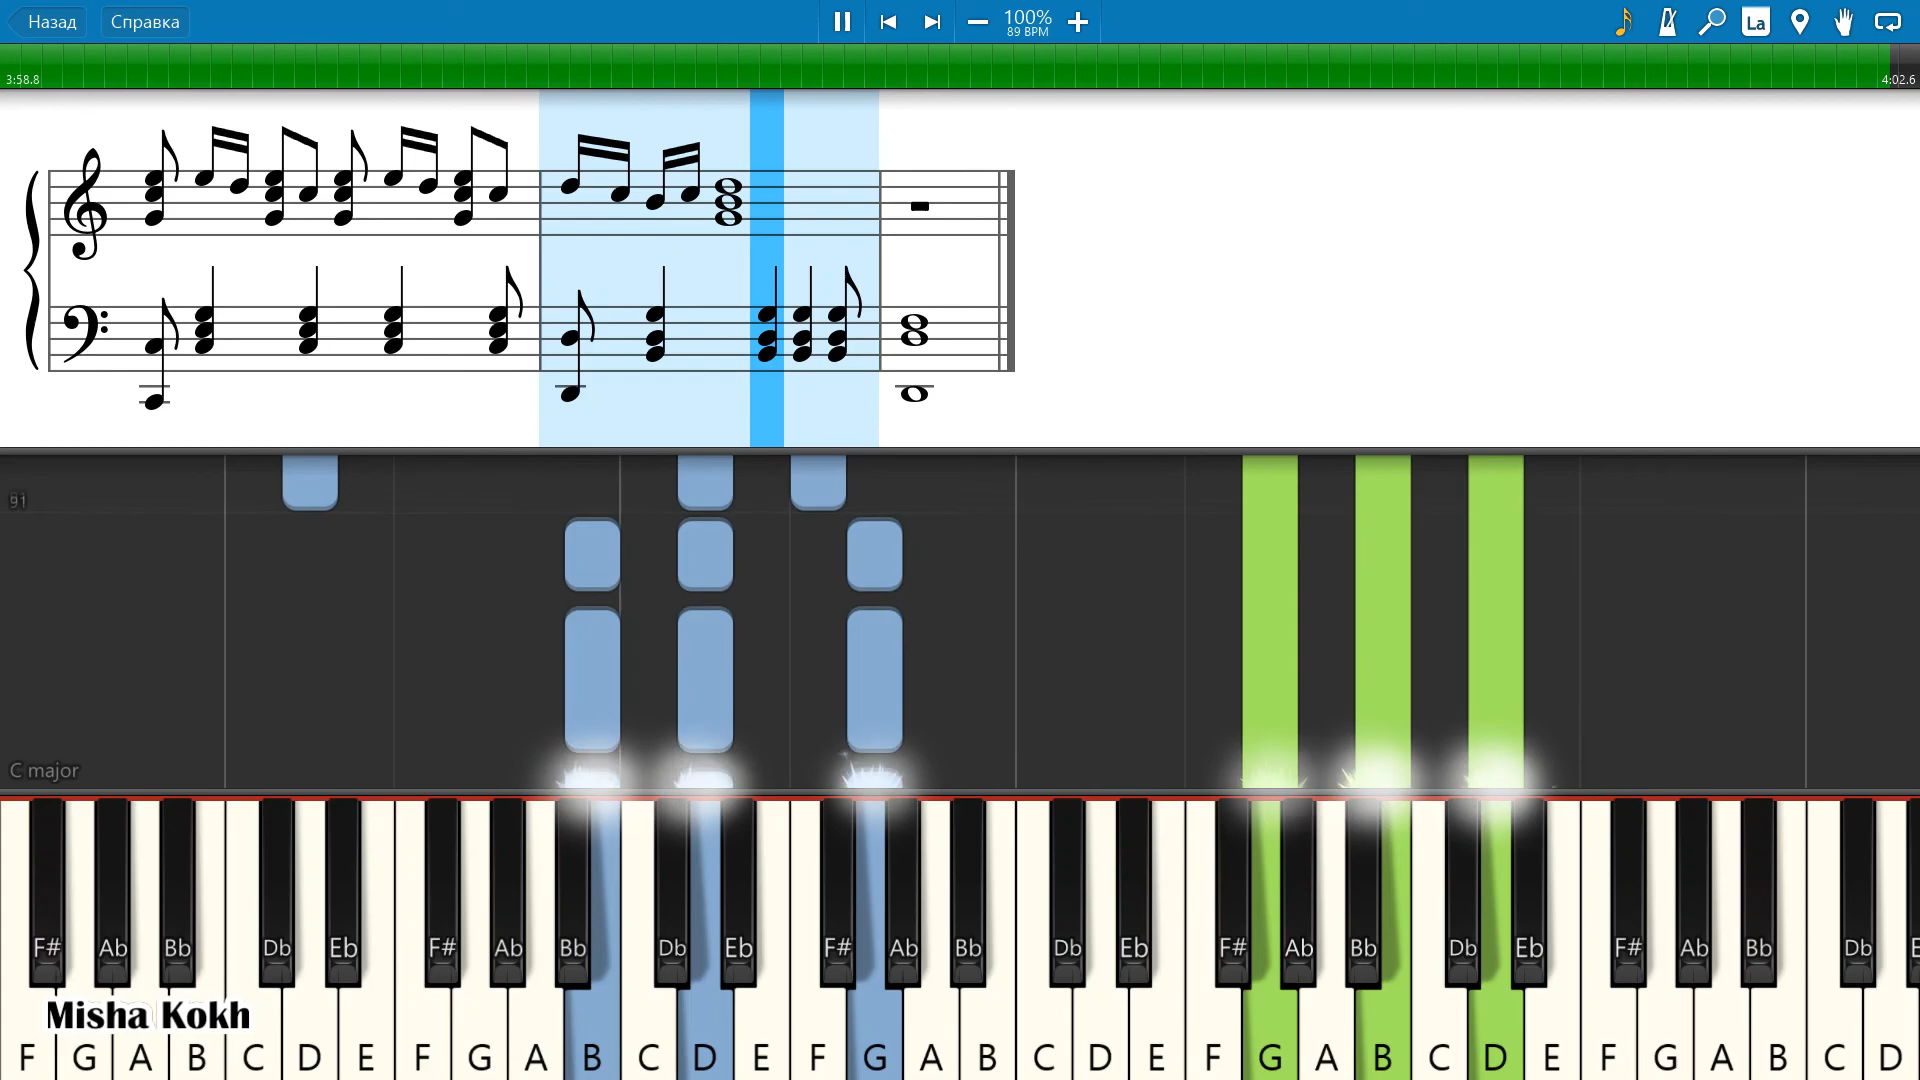 Назад Справка 100% La
89 BPM
3:58.8 4:02.6
91
C major
F# Ab Bb Db Eb F# Ab Bb Db Eb F# Ab Bb Db Eb F# Ab Bb Db Eb F# Ab Bb Db E
Misha Kokh
F G A B C D E F G A B C D E F G A B C D E F G A B C D E F G A B C D